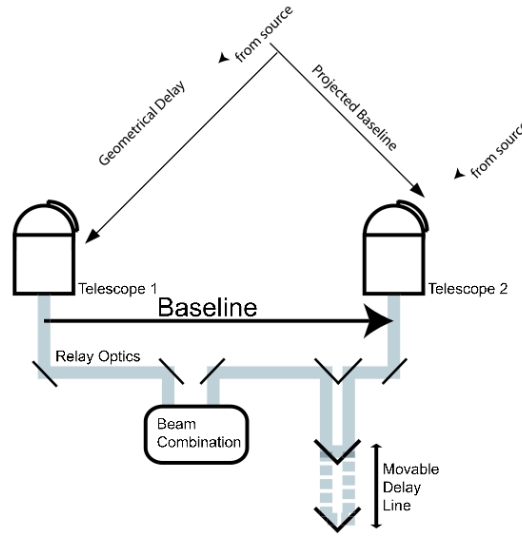 from source
Geometrical Delay
Projected Baseline
from source
Telescope 1
Telescope 2
Baseline
Relay Optics
Beam
Combination
Movable
Delay
Line